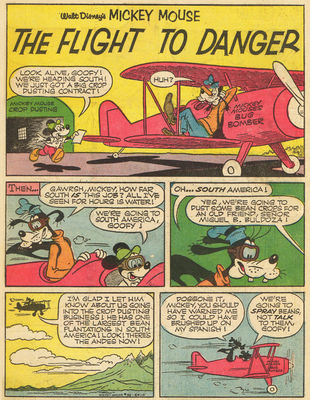 Walt Disney's MICKEY MOUSE
THE FLIGHT TO DANGER
LOOK ALIVE, GOOFY!
WE'RE HEADING SOUTH!
WE JUST GOT A BIG CROP
DUSTING CONTRACT!
HUH?
MICKEY MOUSE
CROP DUSTING
MICKEY
MOUSE
BUG
BOMBER
THEN...
GAWRSH, MICKEY, HOW FAR
SOUTH IS THIS JOB? ALL I'VE
SEEN FOR HOURS IS WATER!
WE'RE GOING
TO SOUTH
AMERICA,
GOOFY!
OH... SOUTH AMERICA!
YES, WE'RE GOING TO
DUST SOME BEAN CROPS FOR
AN OLD FRIEND, SEÑOR
MIGUEL B. BULDOZA!
I'M GLAD I LET HIM
KNOW ABOUT US GOING
INTO THE CROP DUSTING
BUSINESS! HE HAS ONE
OF THE LARGEST BEAN
PLANTATIONS IN SOUTH
AMERICA! LOOK! THERE'S
THE ANDES NOW!
DOGGONE IT,
MICKEY, YOU SHOULD
HAVE WARNED ME
SO I COULD HAVE
BRUSHED UP ON
MY SPANISH!
WE'RE
GOING TO
SPRAY BEANS,
NOT TALK
TO THEM,
GOOFY!